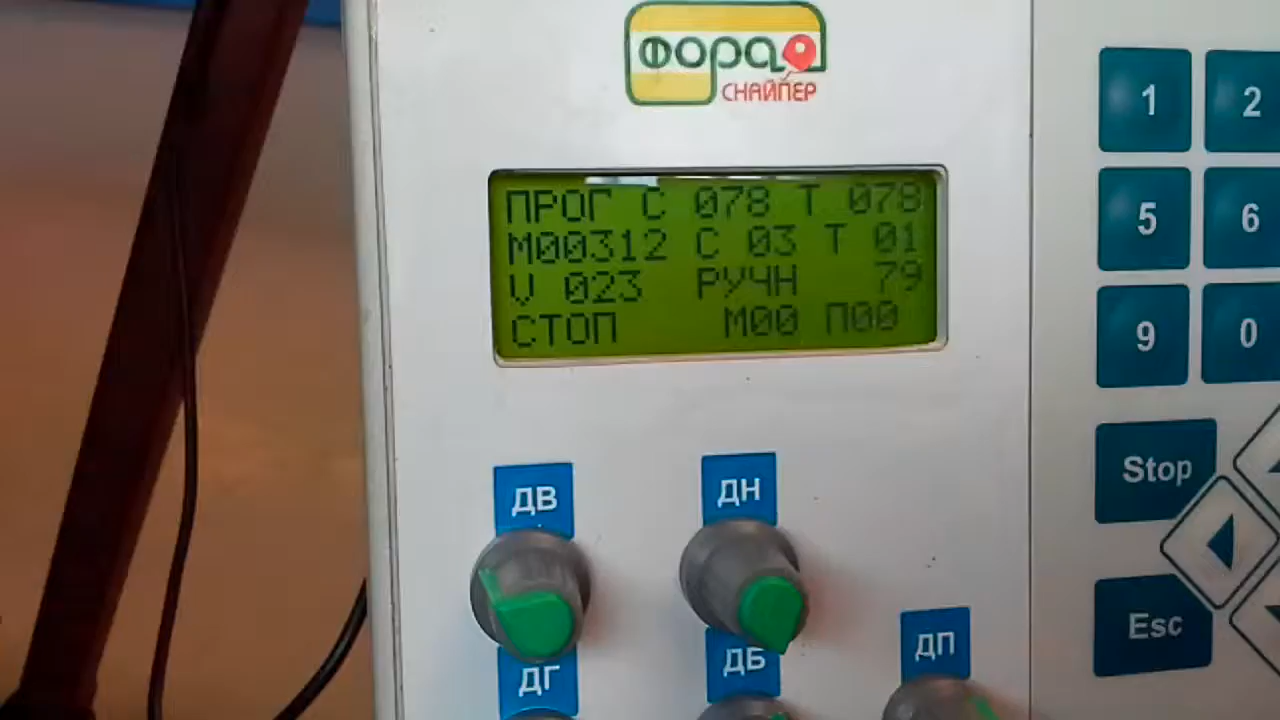 фора
СНАЙПЕР
ПРОГ С 078 Т 078
М00312 С 03 Т 01
V 023 РУЧН 79
СТОП М00 П00
1 2
5 6
9 0
Stop
Esc
ДВ ДН
ДГ ДБ ДП